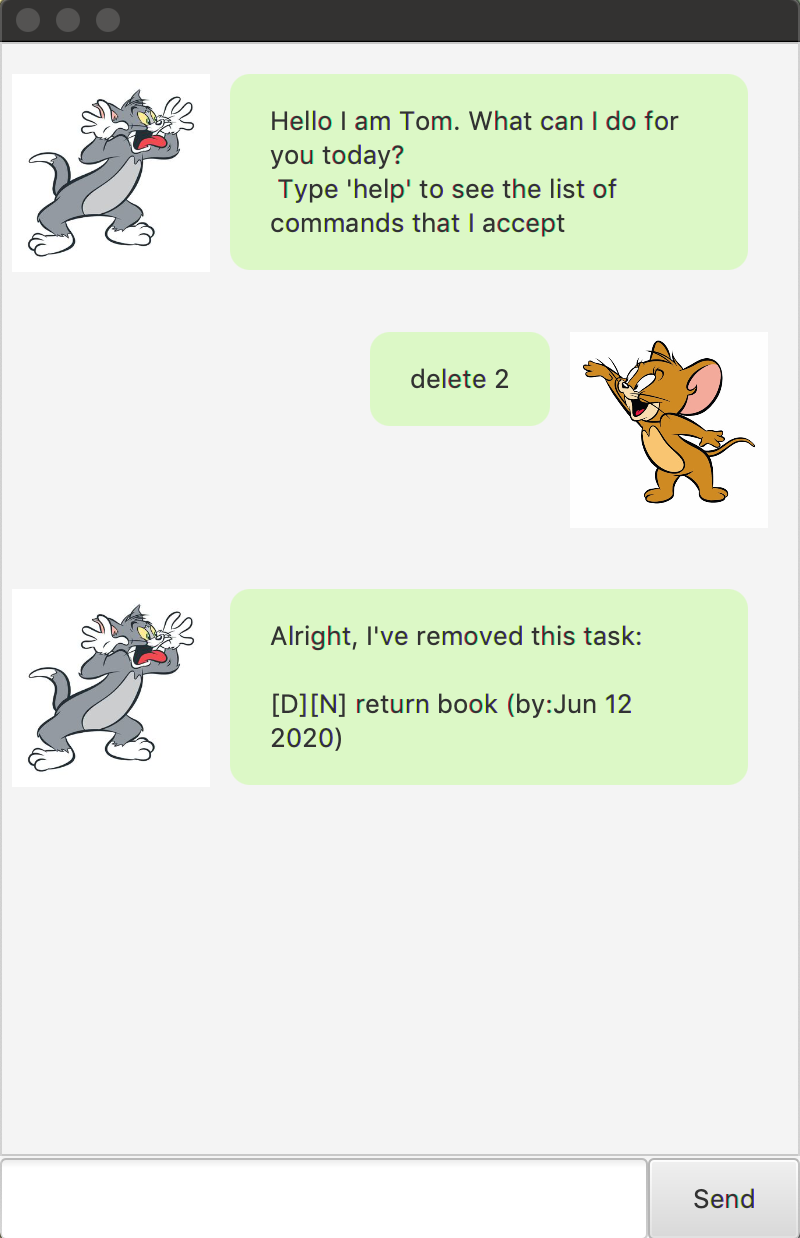 Hello I am Tom. What can I do for
you today?
Type 'help' to see the list of
commands that I accept
delete 2
Alright, I've removed this task:
[D][N] return book (by:Jun 12
2020)
Send